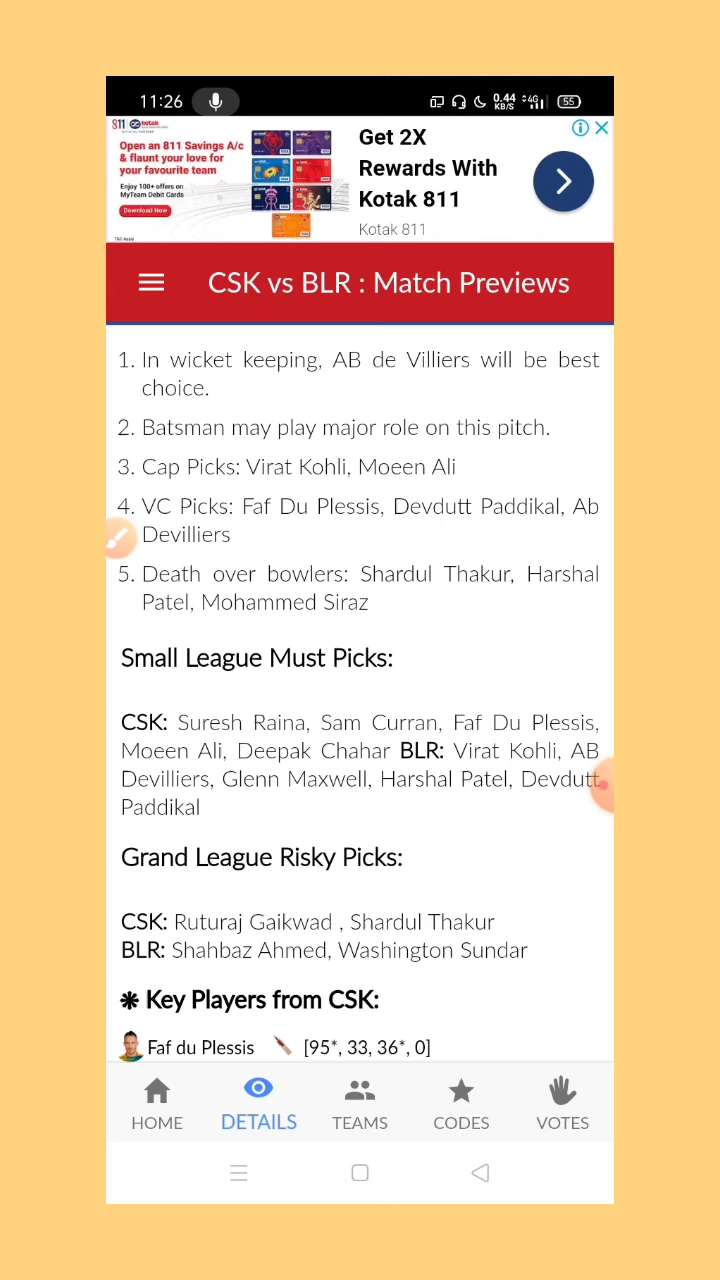 11:26
0.44 KB/S 4G 55
811 kotak
Open an 811 Savings A/c
& flaunt your love for
your favourite team
Enjoy 100+ offers on
MyTeam Debit Cards
Download Now
T&C Apply
Get 2X
Rewards With
Kotak 811
Kotak 811
CSK vs BLR : Match Previews
1. In wicket keeping, AB de Villiers will be best
choice.
2. Batsman may play major role on this pitch.
3. Cap Picks: Virat Kohli, Moeen Ali
4. VC Picks: Faf Du Plessis, Devdutt Paddikal, Ab
Devilliers
5. Death over bowlers: Shardul Thakur, Harshal
Patel, Mohammed Siraz
Small League Must Picks:
CSK: Suresh Raina, Sam Curran, Faf Du Plessis,
Moeen Ali, Deepak Chahar BLR: Virat Kohli, AB
Devilliers, Glenn Maxwell, Harshal Patel, Devdutt
Paddikal
Grand League Risky Picks:
CSK: Ruturaj Gaikwad , Shardul Thakur
BLR: Shahbaz Ahmed, Washington Sundar
❋ Key Players from CSK:
Faf du Plessis [95*, 33, 36*, 0]
HOME DETAILS TEAMS CODES VOTES